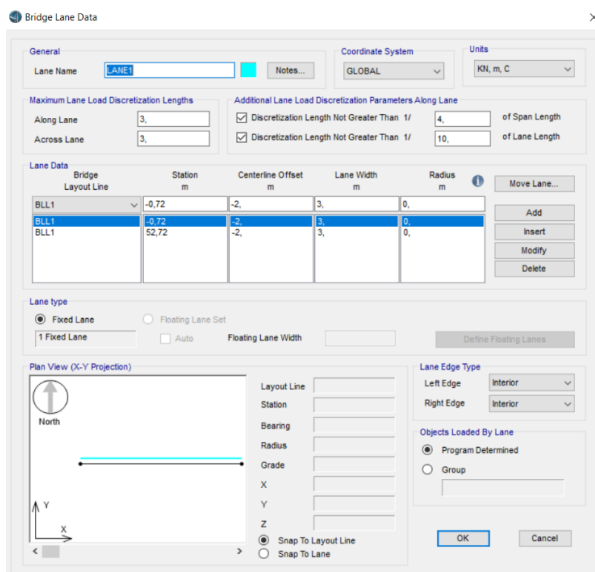 Bridge Lane Data
General
Coordinate System
Units
Lane Name LANE1 Notes... GLOBAL KN, m, C
Maximum Lane Load Discretization Lengths
Additional Lane Load Discretization Parameters Along Lane
Along Lane 3, Discretization Length Not Greater Than 1/ 4, of Span Length
Across Lane 3, Discretization Length Not Greater Than 1/ 10, of Lane Length
Lane Data
Bridge Station Centerline Offset Lane Width Radius
Layout Line m m m m
Move Lane...
BLL1 -0,72 -2, 3, 0,
BLL1 -0,72 -2, 3, 0,
BLL1 52,72 -2, 3, 0,
Add
Insert
Modify
Delete
Lane type
Fixed Lane Floating Lane Set
1 Fixed Lane Auto Floating Lane Width Define Floating Lanes
Plan View (X-Y Projection)
North
Y
X
Layout Line
Station
Bearing
Radius
Grade
X
Y
Z
Snap To Layout Line
Snap To Lane
Lane Edge Type
Left Edge Interior
Right Edge Interior
Objects Loaded By Lane
Program Determined
Group
OK Cancel